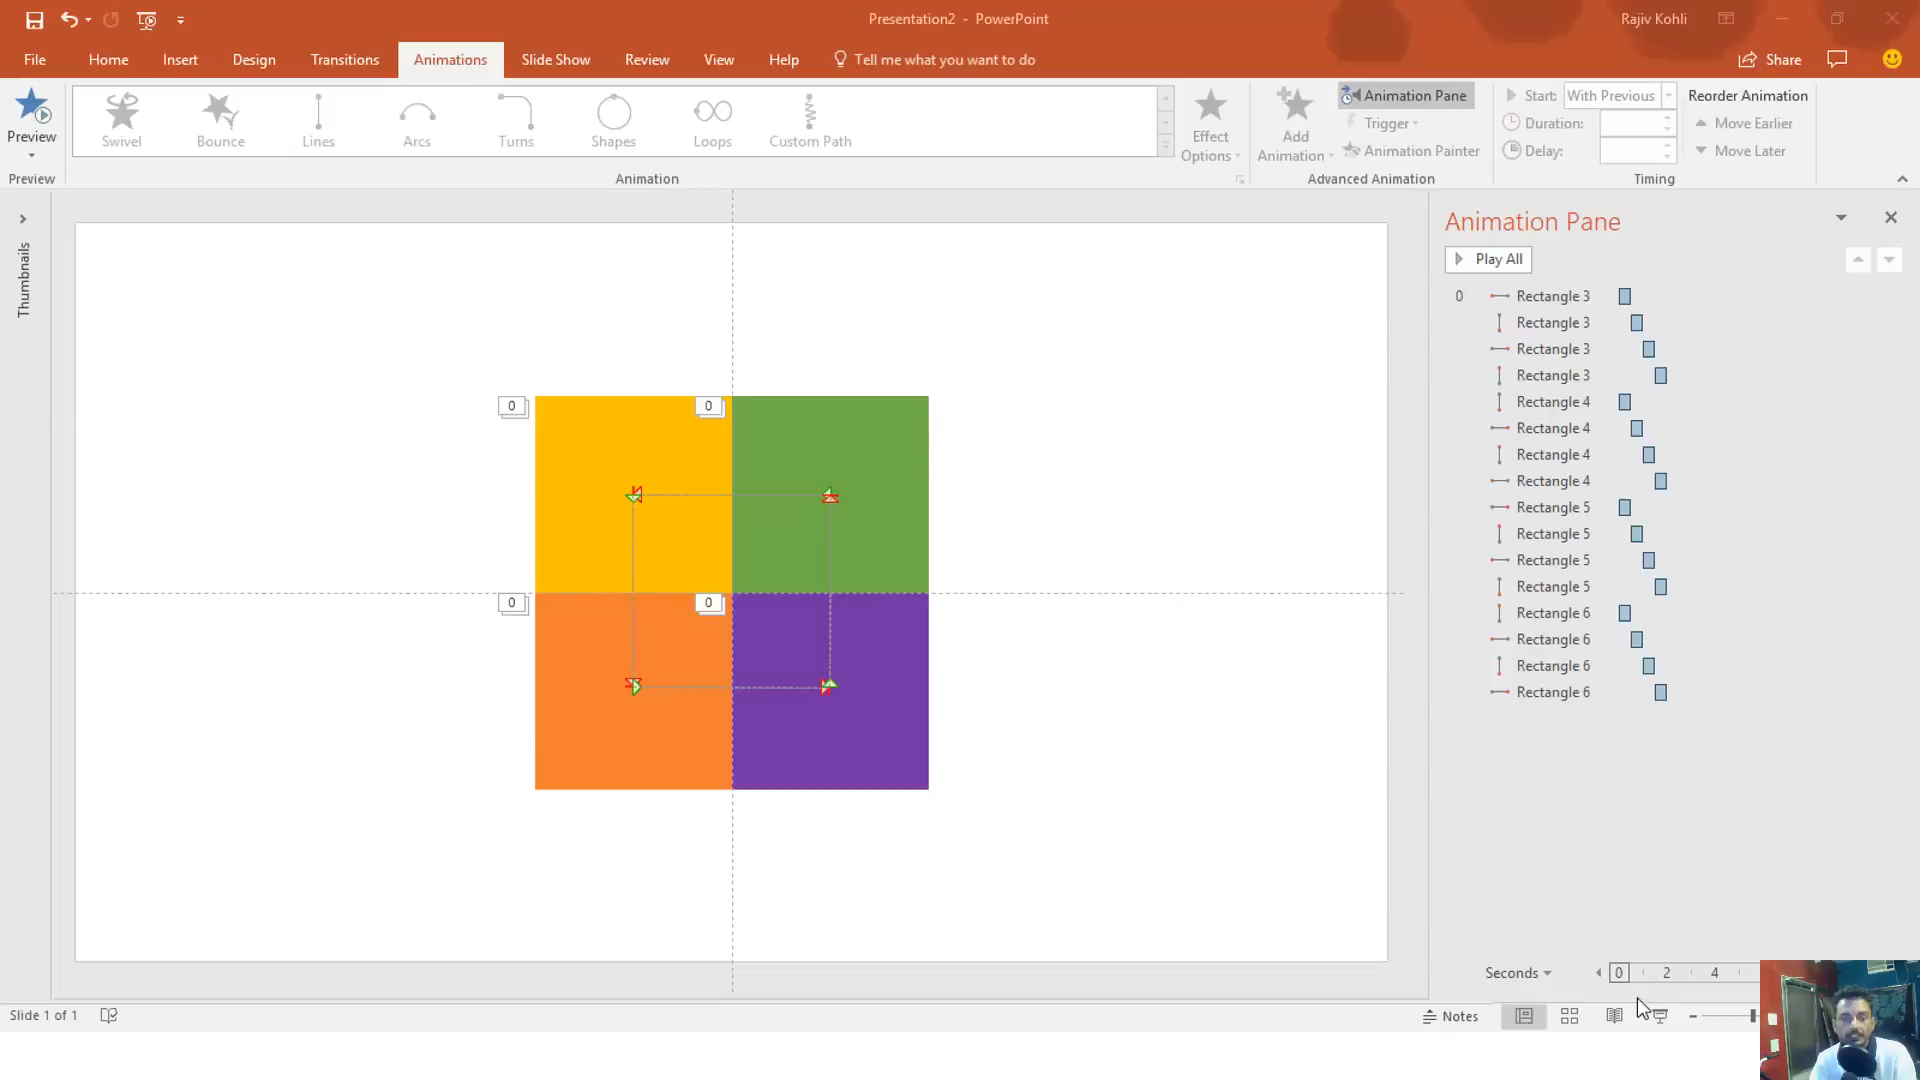 Presentation2 - PowerPoint
Rajiv Kohli
File
Home
Insert
Design
Transitions
Animations
Slide Show
Review
View
Help
Tell me what you want to do
Share
Preview
Swivel
Bounce
Lines
Arcs
Turns
Shapes
Loops
Custom Path
Effect
Options
Add
Animation
Animation Pane
Trigger
Animation Painter
Start:
With Previous
Duration:
Delay:
Reorder Animation
Move Earlier
Move Later
Preview
Animation
Advanced Animation
Timing
Thumbnails
0
0
0
0
Animation Pane
Play All
0
Rectangle 3
Rectangle 3
Rectangle 3
Rectangle 3
Rectangle 4
Rectangle 4
Rectangle 4
Rectangle 4
Rectangle 5
Rectangle 5
Rectangle 5
Rectangle 5
Rectangle 6
Rectangle 6
Rectangle 6
Rectangle 6
Seconds
0
2
4
Slide 1 of 1
Notes